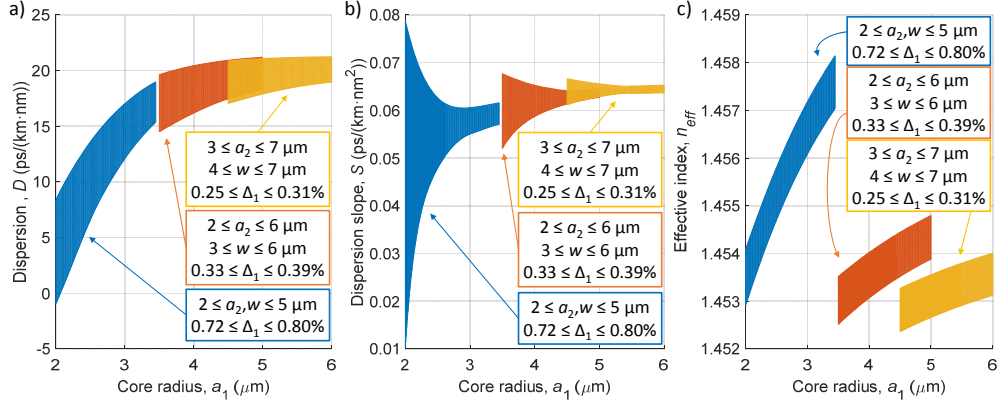 a)
Dispersion , D (ps/(km·nm))
25
20
15
10
5
0
-5
2
3
4
5
6
Core radius, a₁ (μm)
3 ≤ a₂ ≤ 7 μm
4 ≤ w ≤ 7 μm
0.25 ≤ Δ₁ ≤ 0.31%
2 ≤ a₂ ≤ 6 μm
3 ≤ w ≤ 6 μm
0.33 ≤ Δ₁ ≤ 0.39%
2 ≤ a₂,w ≤ 5 μm
0.72 ≤ Δ₁ ≤ 0.80%
b)
Dispersion slope, S (ps/(km·nm²))
0.08
0.07
0.06
0.05
0.04
0.03
0.02
0.01
2
3
4
5
6
Core radius, a₁ (μm)
3 ≤ a₂ ≤ 7 μm
4 ≤ w ≤ 7 μm
0.25 ≤ Δ₁ ≤ 0.31%
2 ≤ a₂ ≤ 6 μm
3 ≤ w ≤ 6 μm
0.33 ≤ Δ₁ ≤ 0.39%
2 ≤ a₂,w ≤ 5 μm
0.72 ≤ Δ₁ ≤ 0.80%
c)
Effective index, n_eff
1.459
1.458
1.457
1.456
1.455
1.454
1.453
1.452
2
3
4
5
6
Core radius, a₁ (μm)
2 ≤ a₂,w ≤ 5 μm
0.72 ≤ Δ₁ ≤ 0.80%
2 ≤ a₂ ≤ 6 μm
3 ≤ w ≤ 6 μm
0.33 ≤ Δ₁ ≤ 0.39%
3 ≤ a₂ ≤ 7 μm
4 ≤ w ≤ 7 μm
0.25 ≤ Δ₁ ≤ 0.31%